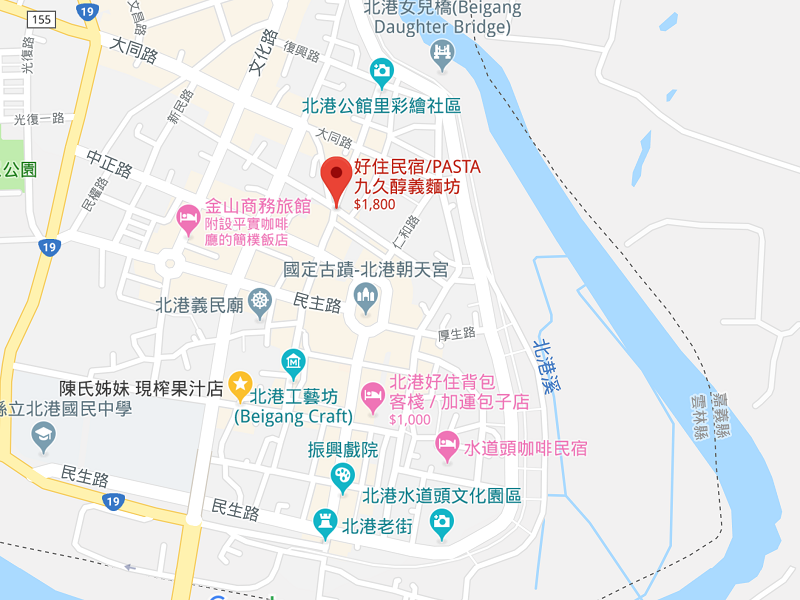 155
19
文昌路
大同路
光復路
文化路
復興路
北港女兒橋(Beigang
Daughter Bridge)
北港公館里彩繪社區
新民路
光復一路
大同路
中正路
公園
民權路
好住民宿/PASTA
九久醇義麵坊
$1,800
金山商務旅館
附設平實咖啡
廳的簡樸飯店
仁和路
19
國定古蹟-北港朝天宮
北港義民廟
民主路
厚生路
北港溪
陳氏姊妹 現榨果汁店
北港工藝坊
(Beigang Craft)
縣立北港國民中學
北港好住背包
客棧 / 加運包子店
$1,000
嘉義縣
雲林縣
振興戲院
水道頭咖啡民宿
民生路
19
民生路
北港水道頭文化園區
北港老街